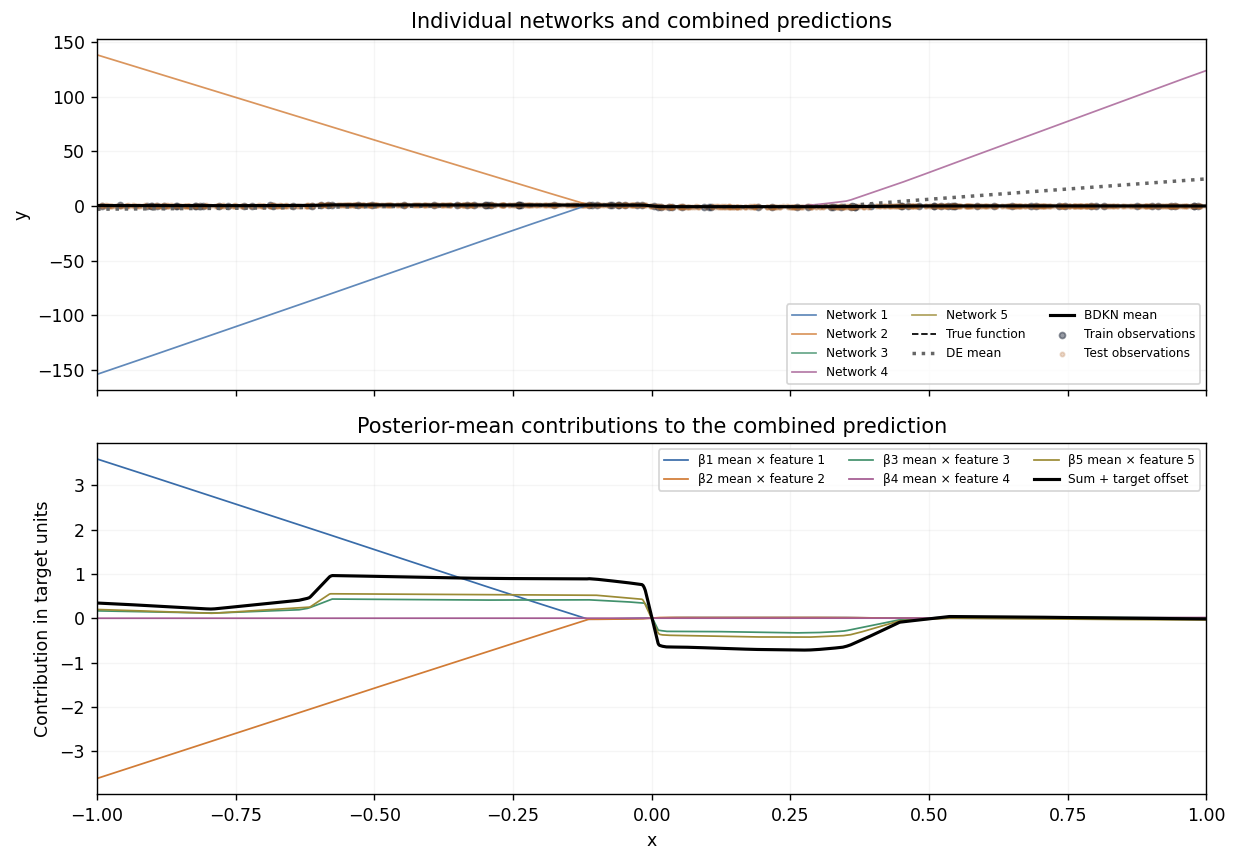 Individual networks and combined predictions
150
100
50
0
−50
−100
−150
y
Network 1
Network 2
Network 3
Network 4
Network 5
True function
DE mean
BDKN mean
Train observations
Test observations
Posterior-mean contributions to the combined prediction
3
2
1
0
−1
−2
−3
Contribution in target units
β1 mean × feature 1
β2 mean × feature 2
β3 mean × feature 3
β4 mean × feature 4
β5 mean × feature 5
Sum + target offset
−1.00 −0.75 −0.50 −0.25 0.00 0.25 0.50 0.75 1.00
x